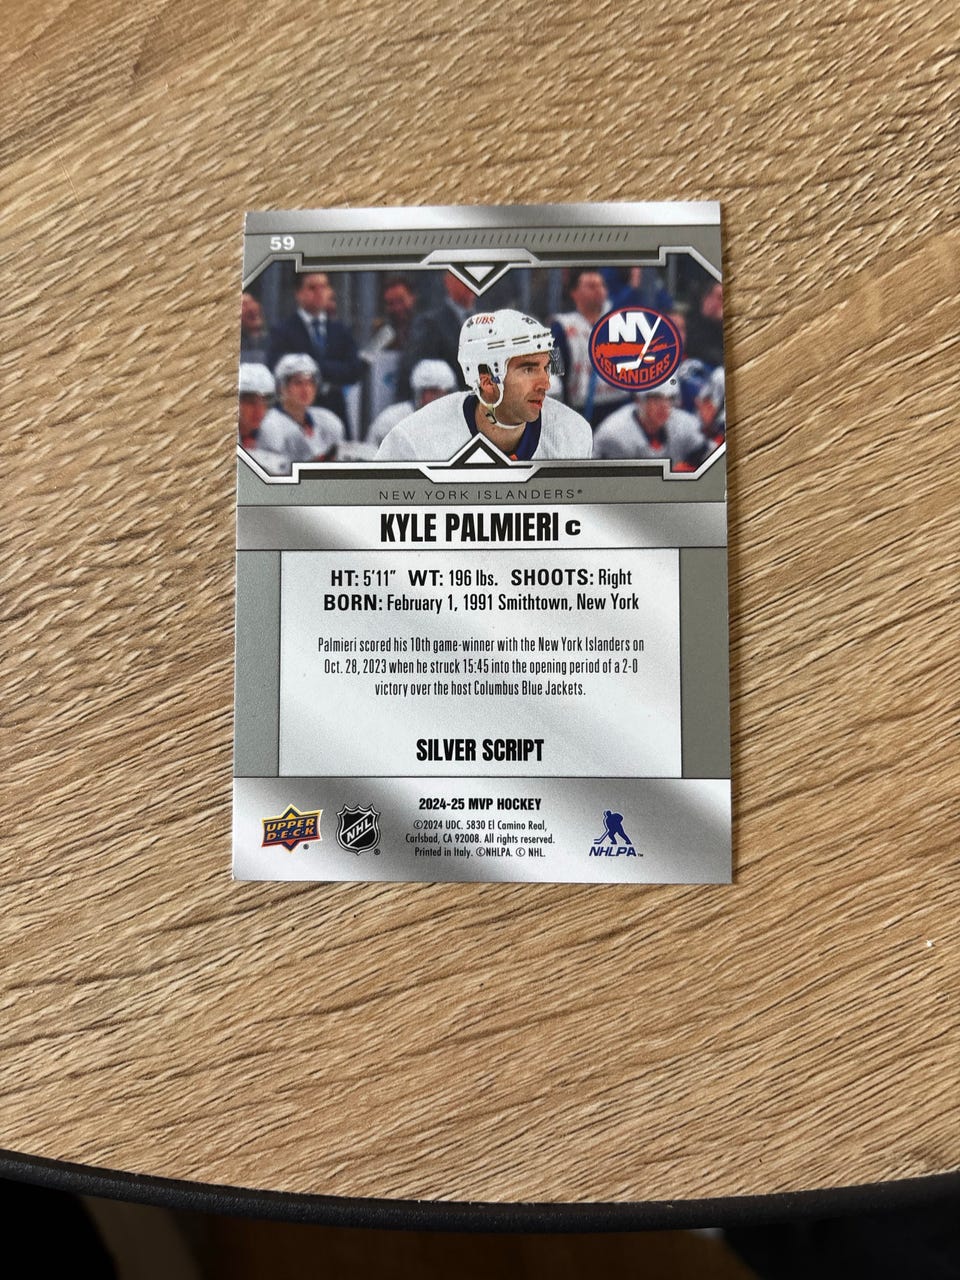 59
UBS
NY
ISLANDERS
NEW YORK ISLANDERS®
KYLE PALMIERI C
HT: 5'11" WT: 196 lbs. SHOOTS: Right
BORN: February 1, 1991 Smithtown, New York
Palmieri scored his 10th game-winner with the New York Islanders on
Oct. 28, 2023 when he struck 15:45 into the opening period of a 2-0
victory over the host Columbus Blue Jackets.
SILVER SCRIPT
2024-25 MVP HOCKEY
©2024 UDC. 5830 El Camino Real,
Carlsbad, CA 92008. All rights reserved.
Printed in Italy. ©NHLPA. © NHL.
UPPER
D·E·C·K
NHL
NHLPA™